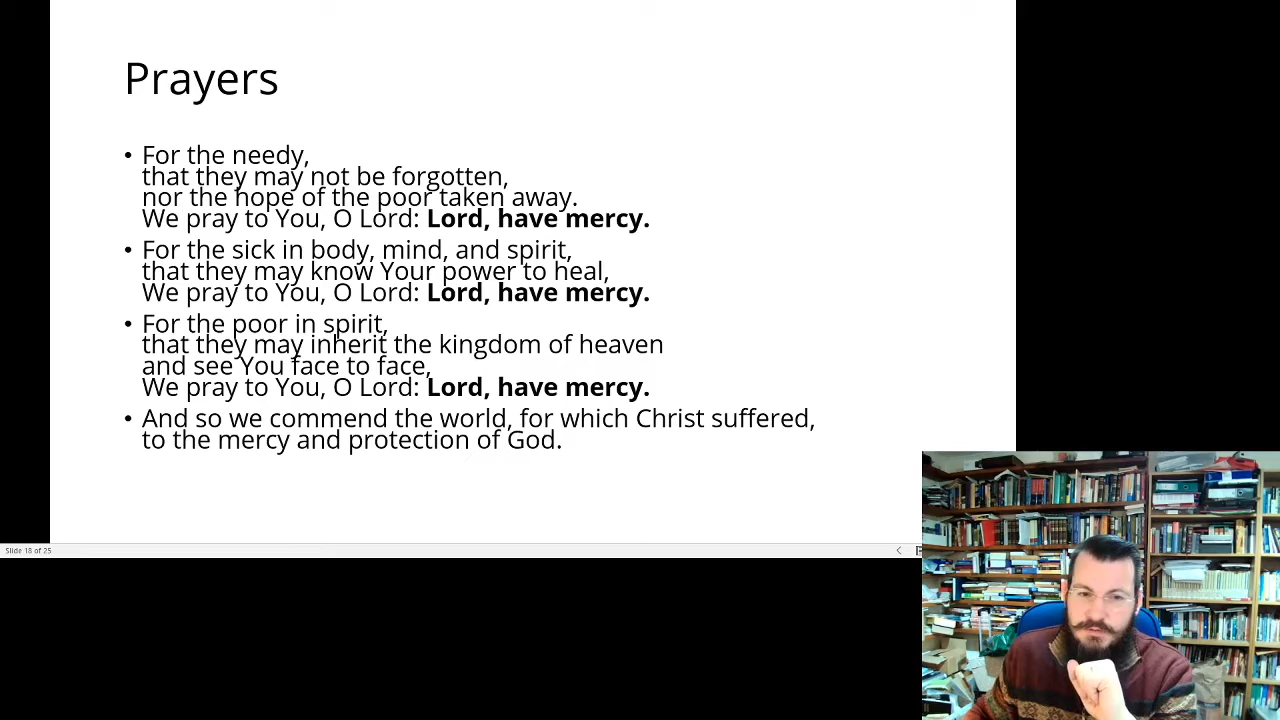 Prayers
• For the needy,
that they may not be forgotten,
nor the hope of the poor taken away.
We pray to You, O Lord: Lord, have mercy.
• For the sick in body, mind, and spirit,
that they may know Your power to heal,
We pray to You, O Lord: Lord, have mercy.
• For the poor in spirit,
that they may inherit the kingdom of heaven
and see You face to face,
We pray to You, O Lord: Lord, have mercy.
• And so we commend the world, for which Christ suffered,
to the mercy and protection of God.
Slide 18 of 25